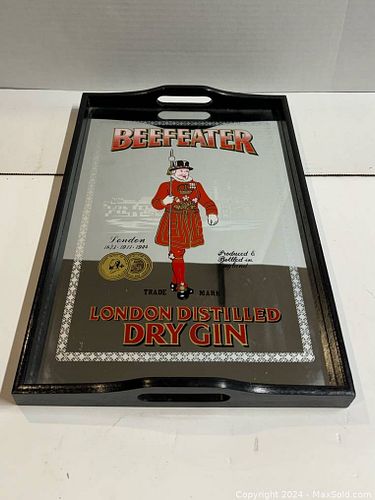 BEEFEATER
London
Produced &
Bottled in
England
TRADE MARK
LONDON DISTILLED
DRY GIN
Copyright 2024 - MaxSold.com